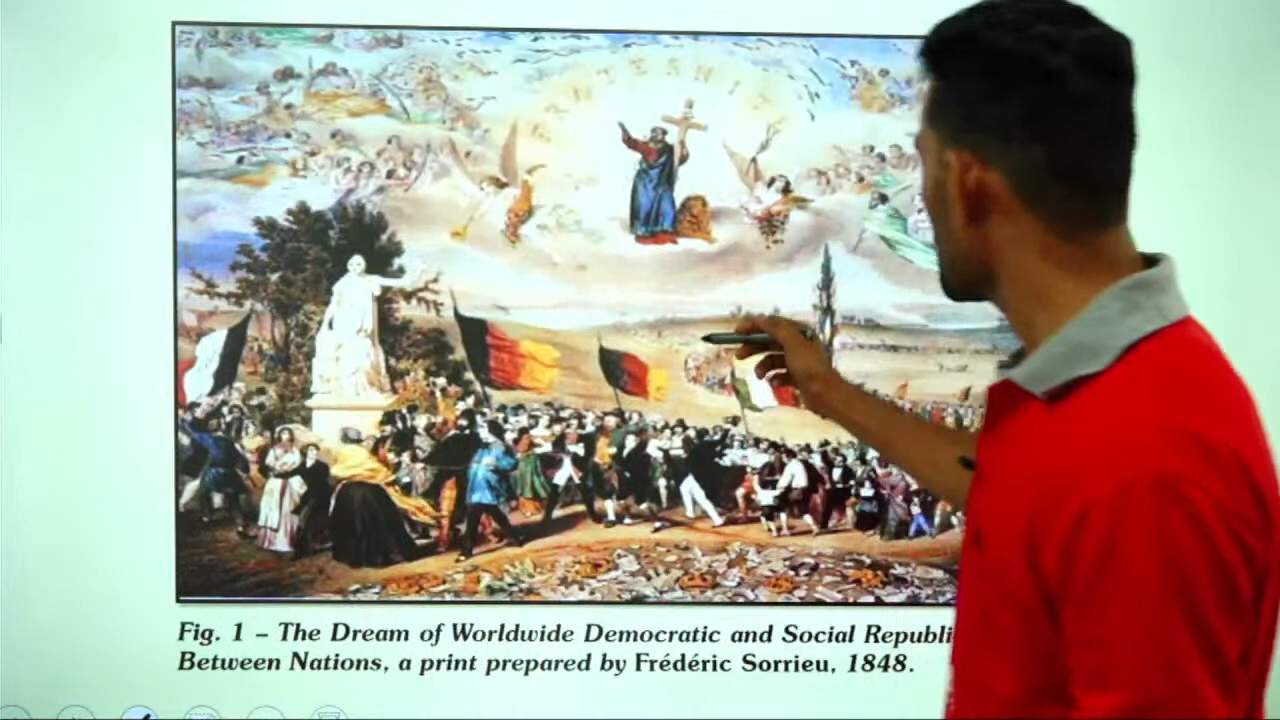 Fig. 1 – The Dream of Worldwide Democratic and Social Republi
Between Nations, a print prepared by Frédéric Sorrieu, 1848.